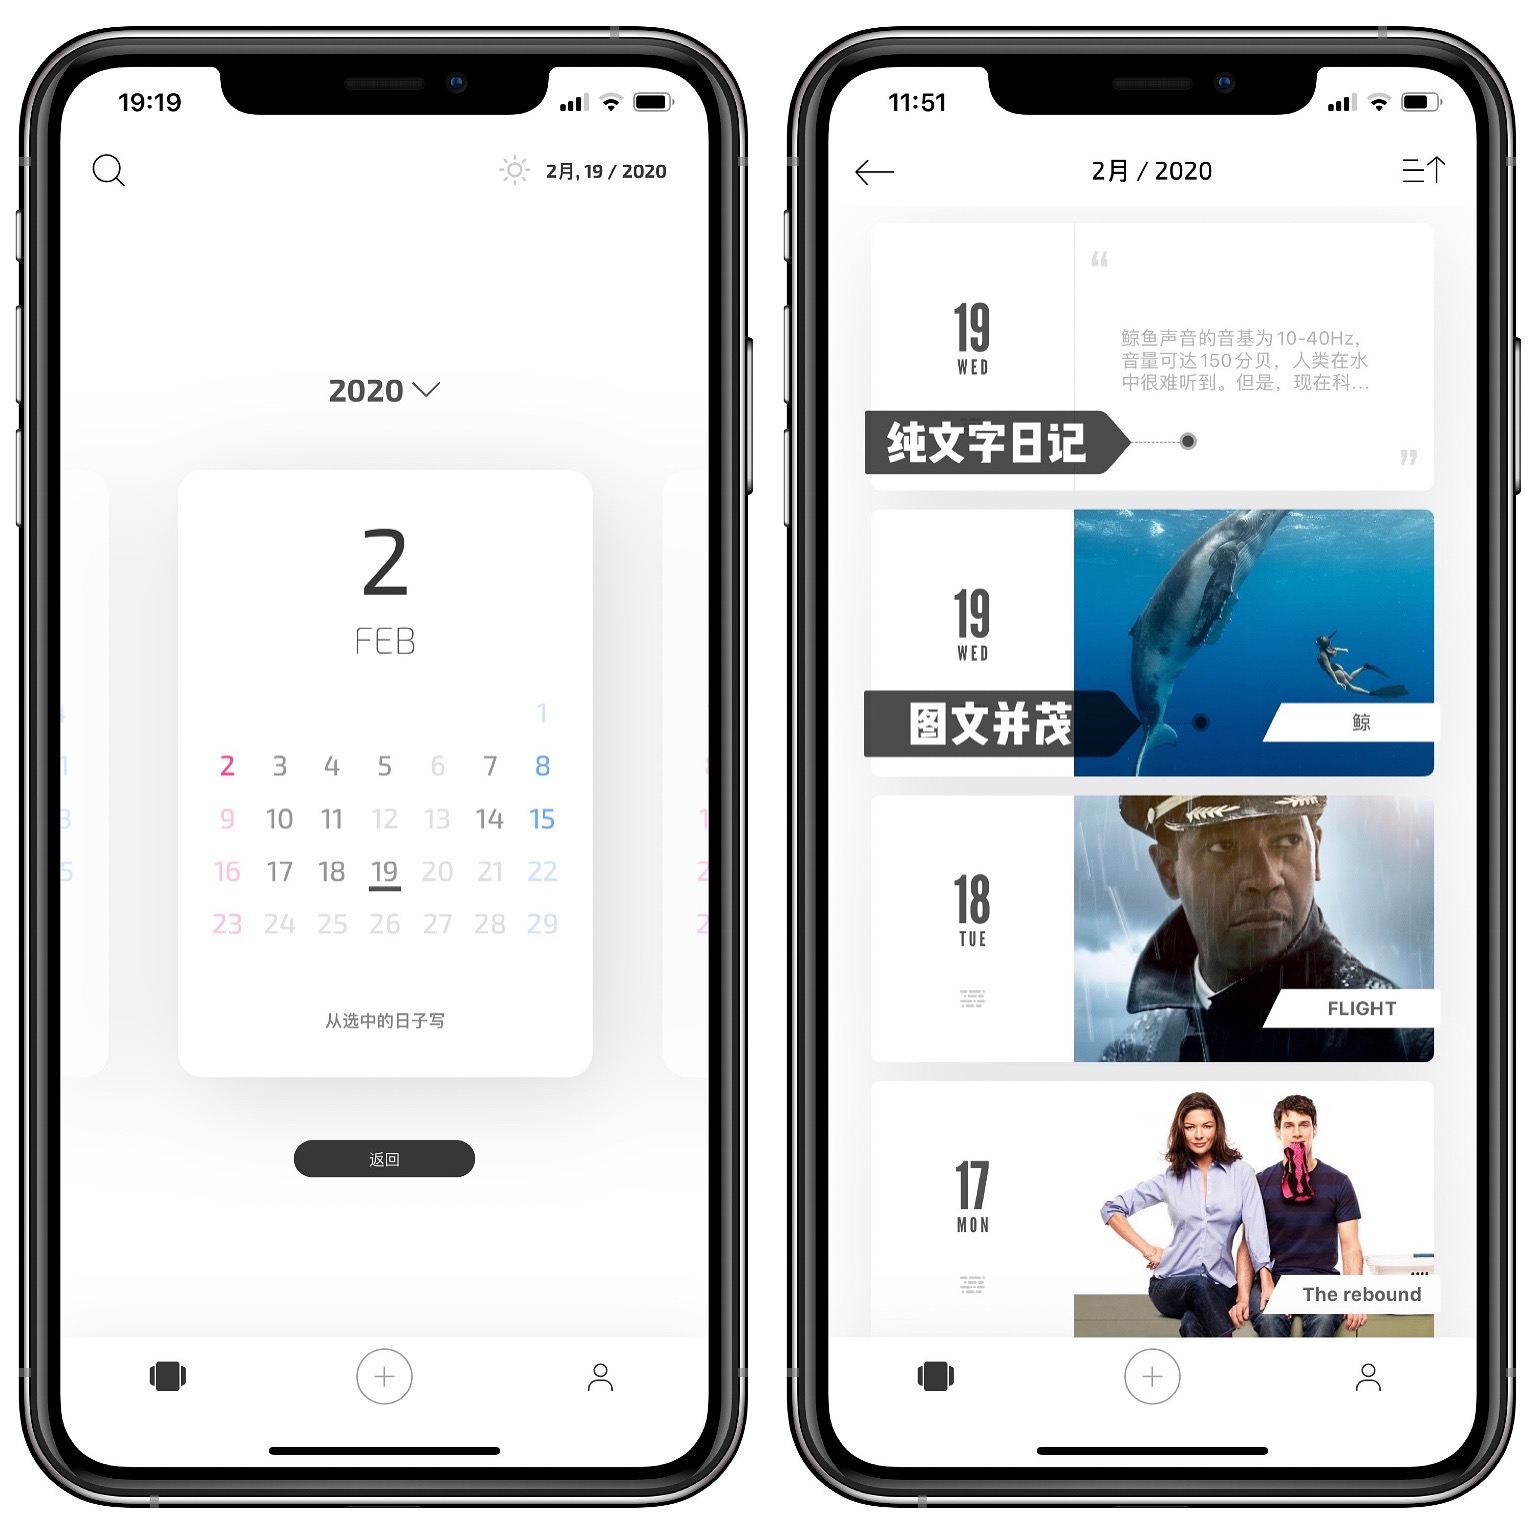 19:19
2月, 19 / 2020
2020
2
FEB
1
2 3 4 5 6 7 8
9 10 11 12 13 14 15
16 17 18 19 20 21 22
23 24 25 26 27 28 29
从选中的日子写
返回
11:51
2月 / 2020
19
WED
“
鲸鱼声音的音基为10-40Hz,
音量可达150分贝，人类在水
中很难听到。但是，现在科...
”
纯文字日记
19
WED
图文并茂
鲸
18
TUE
FLIGHT
17
MON
The rebound